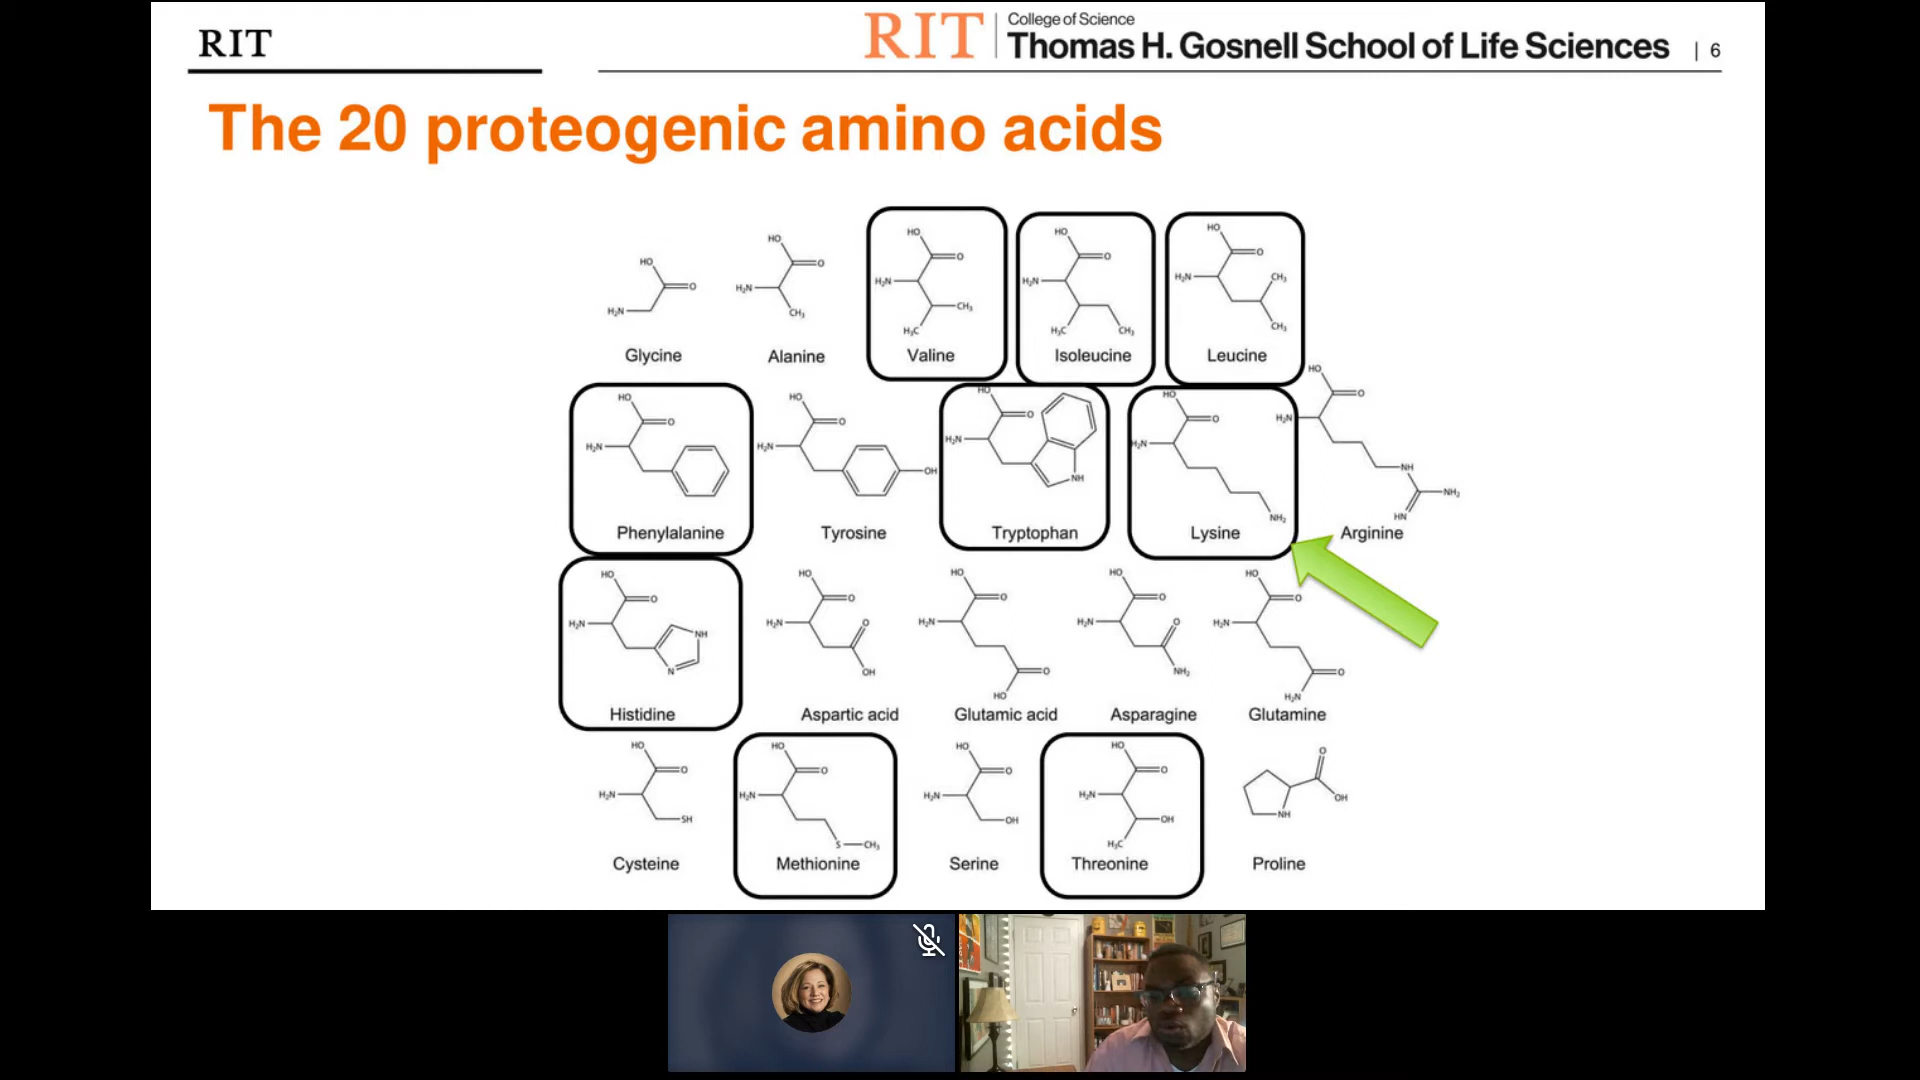 RIT
RIT College of Science
Thomas H. Gosnell School of Life Sciences | 6
The 20 proteogenic amino acids
HO O H₂N
Glycine
HO O H₂N CH₃
Alanine
HO O H₂N CH₃ H₃C
Valine
HO O H₂N H₃C CH₃
Isoleucine
HO O H₂N CH₃ CH₃
Leucine
HO O H₂N
Phenylalanine
HO O H₂N OH
Tyrosine
HO O H₂N NH
Tryptophan
HO O H₂N NH₂
Lysine
HO O H₂N NH NH₂ HN
Arginine
HO O H₂N NH N
Histidine
HO O H₂N O OH
Aspartic acid
HO O H₂N O HO
Glutamic acid
HO O H₂N O NH₂
Asparagine
HO O H₂N O H₂N
Glutamine
HO O H₂N SH
Cysteine
HO O H₂N S CH₃
Methionine
HO O H₂N OH
Serine
HO O H₂N OH H₃C
Threonine
O OH NH
Proline